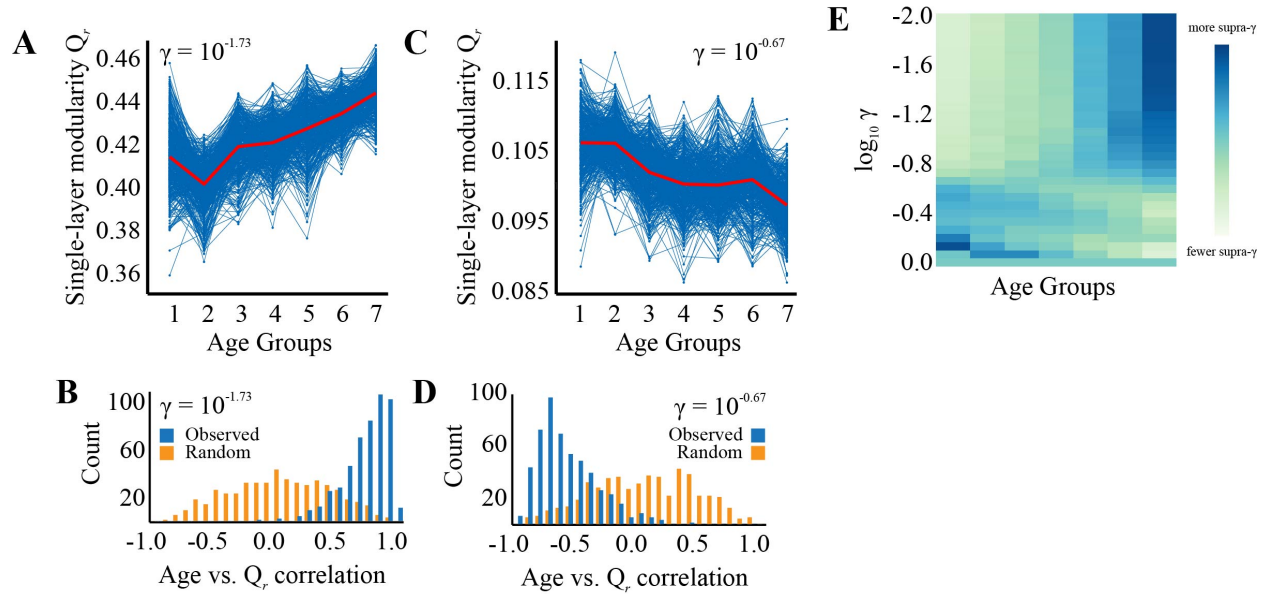 A
γ = 10^-1.73
Single-layer modularity Q_r
0.46
0.44
0.42
0.40
0.38
0.36
1 2 3 4 5 6 7
Age Groups
C
γ = 10^-0.67
Single-layer modularity Q_r
0.115
0.105
0.095
0.085
1 2 3 4 5 6 7
Age Groups
E
log₁₀ γ
-2.0
-1.6
-1.2
-0.8
-0.4
0.0
Age Groups
more supra-γ
fewer supra-γ
B
γ = 10^-1.73
Observed
Random
Count
100
60
20
-1.0 -0.5 0.0 0.5 1.0
Age vs. Q_r correlation
D
γ = 10^-0.67
Observed
Random
Count
100
60
20
-1.0 -0.5 0.0 0.5 1.0
Age vs. Q_r correlation